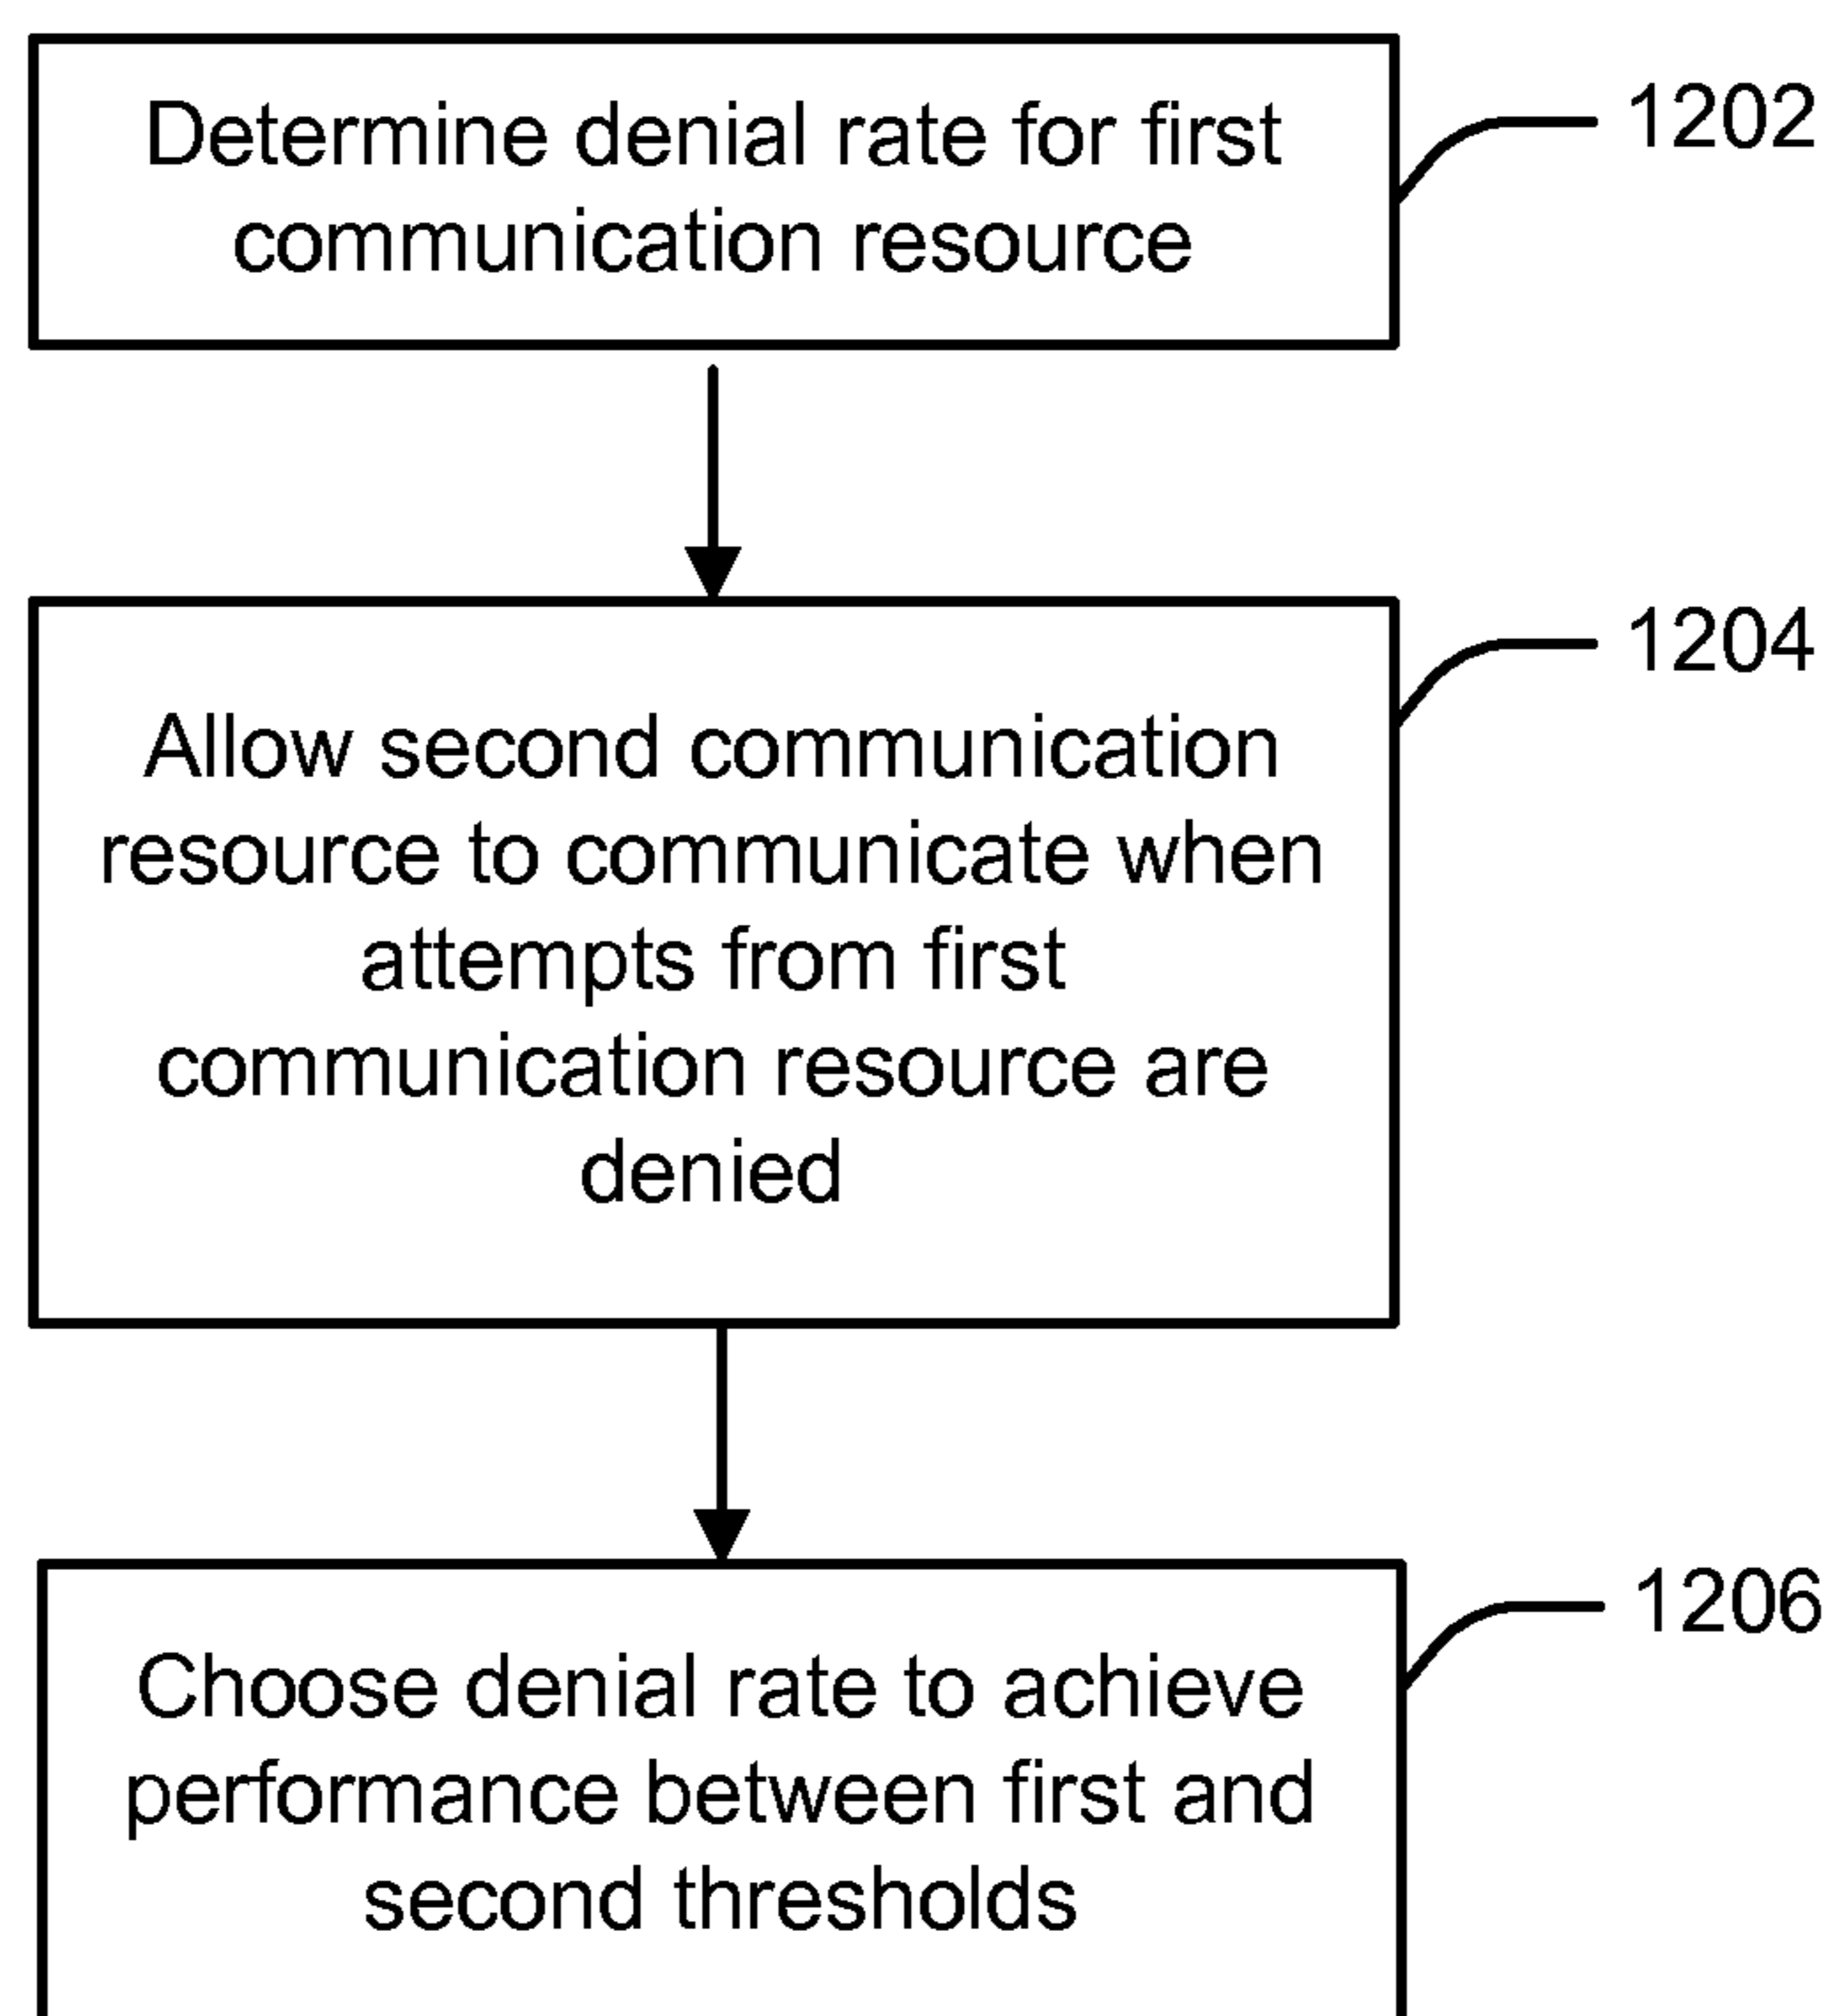 Determine denial rate for first
communication resource
1202
Allow second communication
resource to communicate when
attempts from first
communication resource are
denied
1204
Choose denial rate to achieve
performance between first and
second thresholds
1206